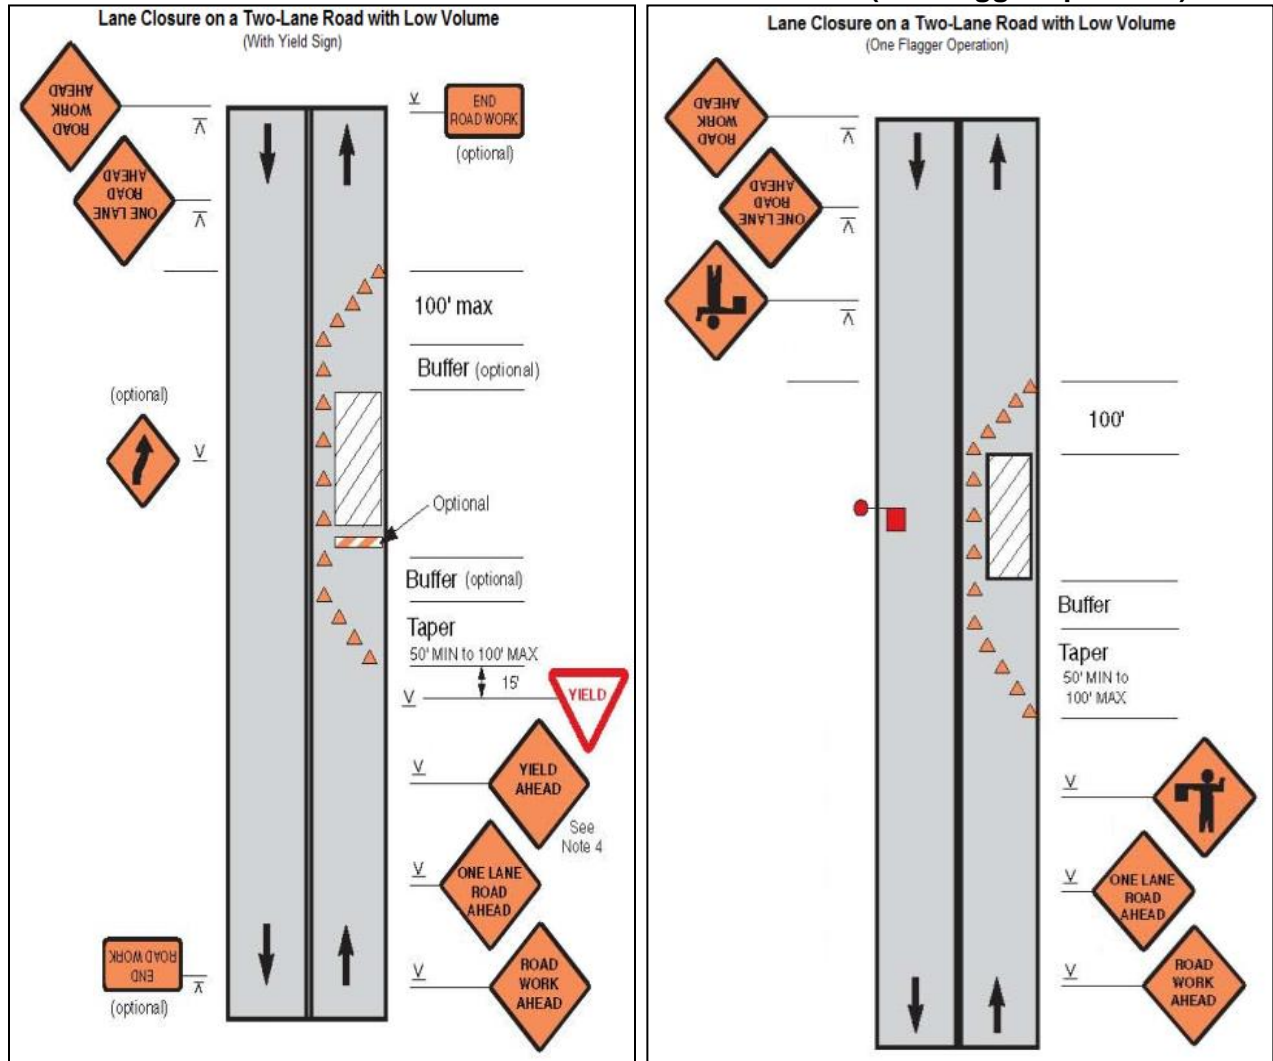 Lane Closure on a Two-Lane Road with Low Volume
(With Yield Sign)
ROAD
WORK
AHEAD
ONE LANE
ROAD
AHEAD
END
ROAD WORK
(optional)
100' max
Buffer (optional)
(optional)
Optional
Buffer (optional)
Taper
50' MIN to 100' MAX
15'
YIELD
YIELD
AHEAD
See
Note 4
ONE LANE
ROAD
AHEAD
ROAD
WORK
AHEAD
END
ROAD WORK
(optional)
Lane Closure on a Two-Lane Road with Low Volume
(One Flagger Operation)
ROAD
WORK
AHEAD
ONE LANE
ROAD
AHEAD
100'
Buffer
Taper
50' MIN to
100' MAX
ONE LANE
ROAD
AHEAD
ROAD
WORK
AHEAD